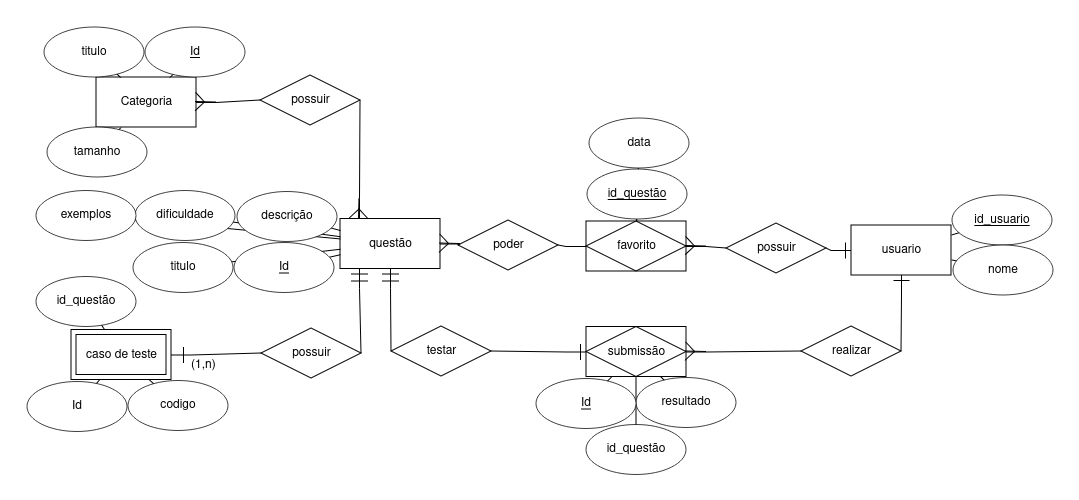 titulo
Id
Categoria
possuir
tamanho
data
id_questão
exemplos
dificuldade
descrição
questão
poder
favorito
possuir
usuario
id_usuario
nome
titulo
Id
id_questão
caso de teste
(1,n)
possuir
testar
submissão
realizar
Id
codigo
Id
resultado
id_questão